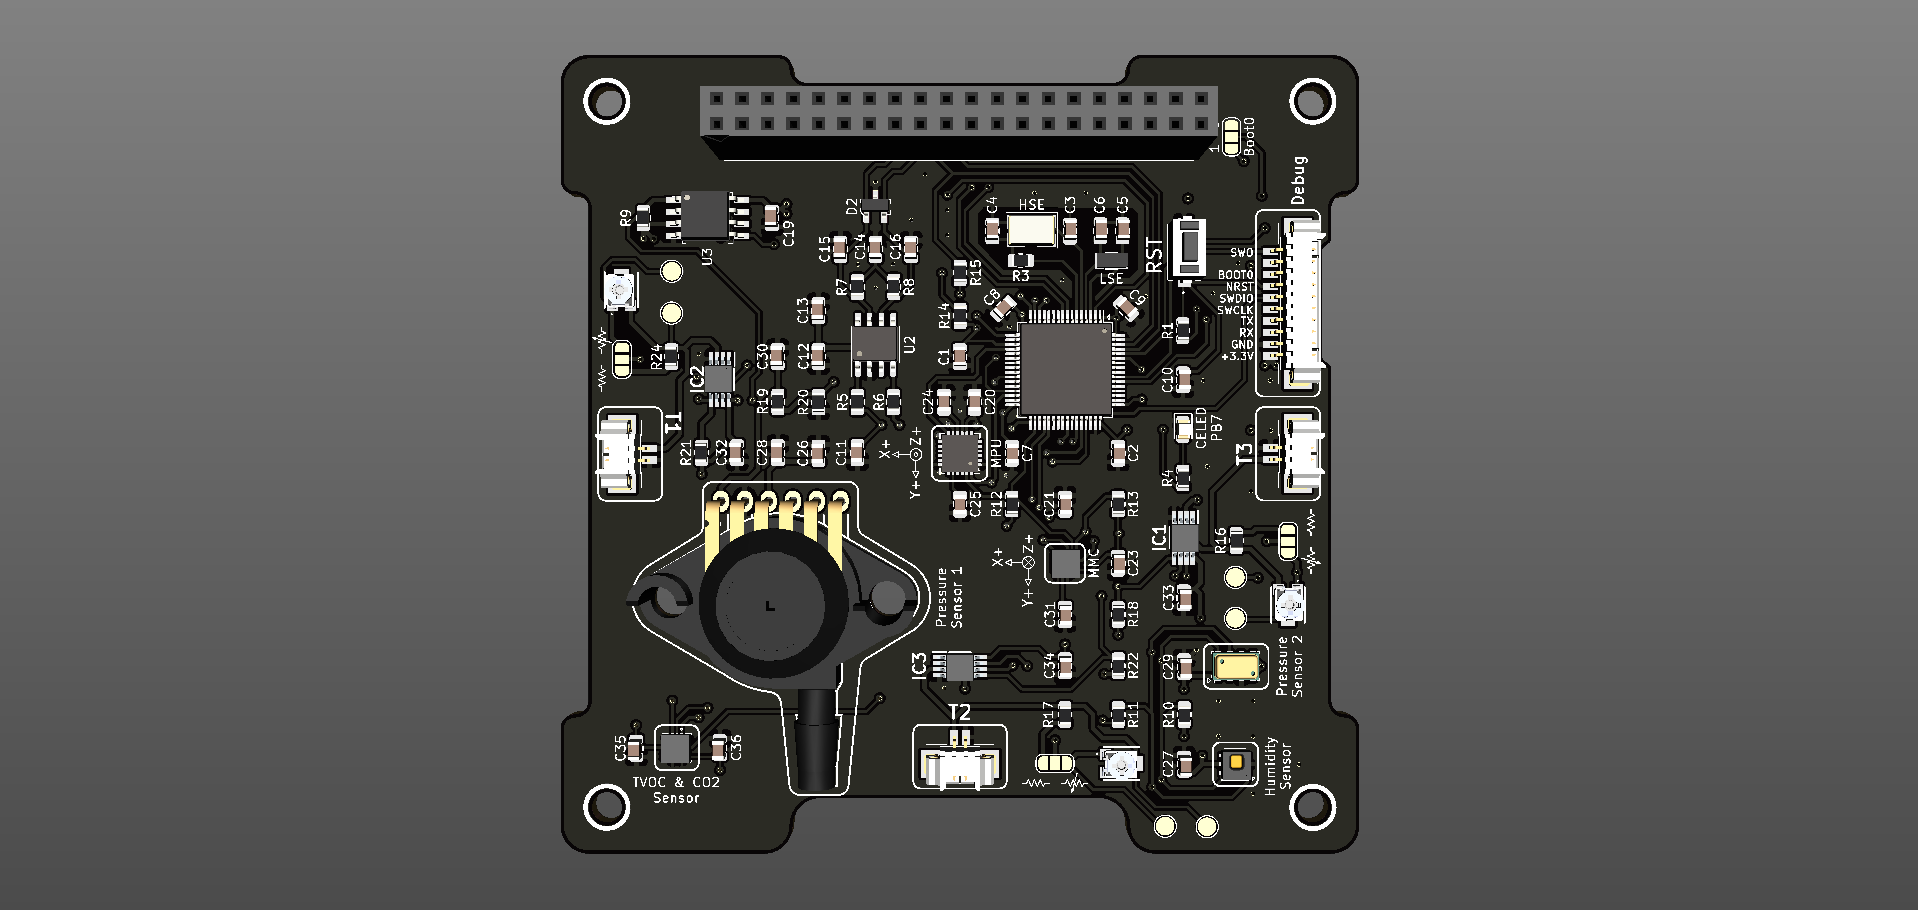 Boot0
1
Debug
R9
C19
U3
D2
C15
C14
C16
C4
HSE
C3
C6
C5
R3
LSE
RST
SWO
BOOT0
NRST
SWDIO
SWCLK
TX
RX
GND
+3.3V
R7
R8
R15
C8
C9
C13
R14
R1
R24
C30
C12
U2
C1
IC2
C10
R19
R20
R5
R6
C24
C20
T1
CELED
PB7
T3
R21
C32
C28
C26
C11
X+
Z+
Y+
MPU
C7
C2
R4
C25
R12
C21
R13
IC1
R16
X+
Z+
Y+
MMC
C23
Pressure
Sensor 1
C31
R18
C33
IC3
C34
R22
C29
Pressure
Sensor 2
T2
R17
R11
R10
C35
C36
TVOC & CO2
Sensor
C27
Humidity
Sensor